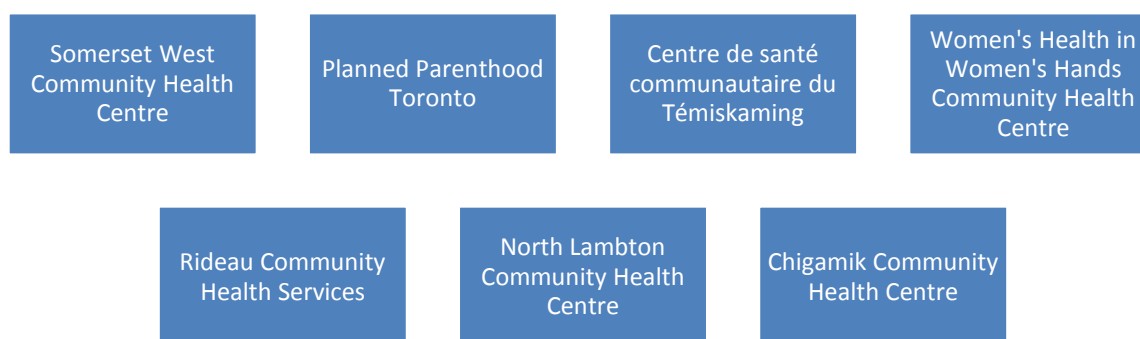 Somerset West
Community Health
Centre
Planned Parenthood
Toronto
Centre de santé
communautaire du
Témiskaming
Women's Health in
Women's Hands
Community Health
Centre
Rideau Community
Health Services
North Lambton
Community Health
Centre
Chigamik Community
Health Centre